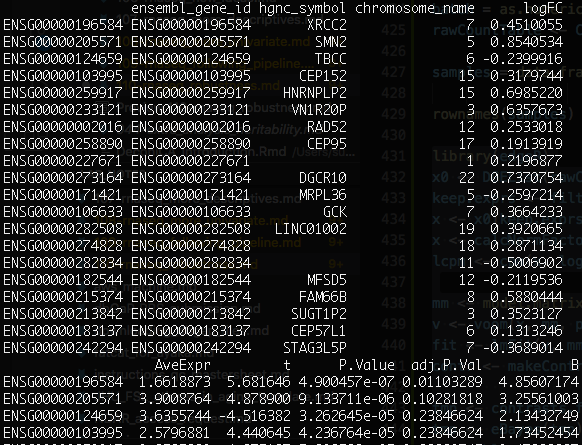 ensembl_gene_id hgnc_symbol chromosome_name logFC
ENSG00000196584 ENSG00000196584 XRCC2 7 0.4510055
ENSG00000205571 ENSG00000205571 SMN2 5 0.8540534
ENSG00000124659 ENSG00000124659 TBCC 6 -0.2399916
ENSG00000103995 ENSG00000103995 CEP152 15 0.3179744
ENSG00000259917 ENSG00000259917 HNRNPLP2 15 0.6985220
ENSG00000233121 ENSG00000233121 VN1R20P 3 0.6357673
ENSG00000002016 ENSG00000002016 RAD52 12 0.2533018
ENSG00000258890 ENSG00000258890 CEP95 17 0.1913919
ENSG00000227671 ENSG00000227671 1 0.2196877
ENSG00000273164 ENSG00000273164 DGCR10 22 0.7370754
ENSG00000171421 ENSG00000171421 MRPL36 5 -0.2597214
ENSG00000106633 ENSG00000106633 GCK 7 0.3664233
ENSG00000282508 ENSG00000282508 LINC01002 19 0.3920665
ENSG00000274828 ENSG00000274828 18 0.2871134
ENSG00000282834 ENSG00000282834 11 -0.5006902
ENSG00000182544 ENSG00000182544 MFSD5 12 -0.2119536
ENSG00000215374 ENSG00000215374 FAM66B 8 0.5880444
ENSG00000213842 ENSG00000213842 SUGT1P2 2 0.3523127
ENSG00000183137 ENSG00000183137 CEP57L1 6 0.1313246
ENSG00000242294 ENSG00000242294 STAG3L5P 7 -0.3689014
AveExpr t P.Value adj.P.Val B
ENSG00000196584 1.6618873 5.681646 4.900457e-07 0.01103289 4.85607174
ENSG00000205571 3.9008764 4.878900 9.133711e-06 0.10281818 3.25561003
ENSG00000124659 3.6355744 -4.516382 3.262645e-05 0.23846624 2.13432749
ENSG00000103995 2.5796881 4.440645 4.236764e-05 0.23846624 1.73452454